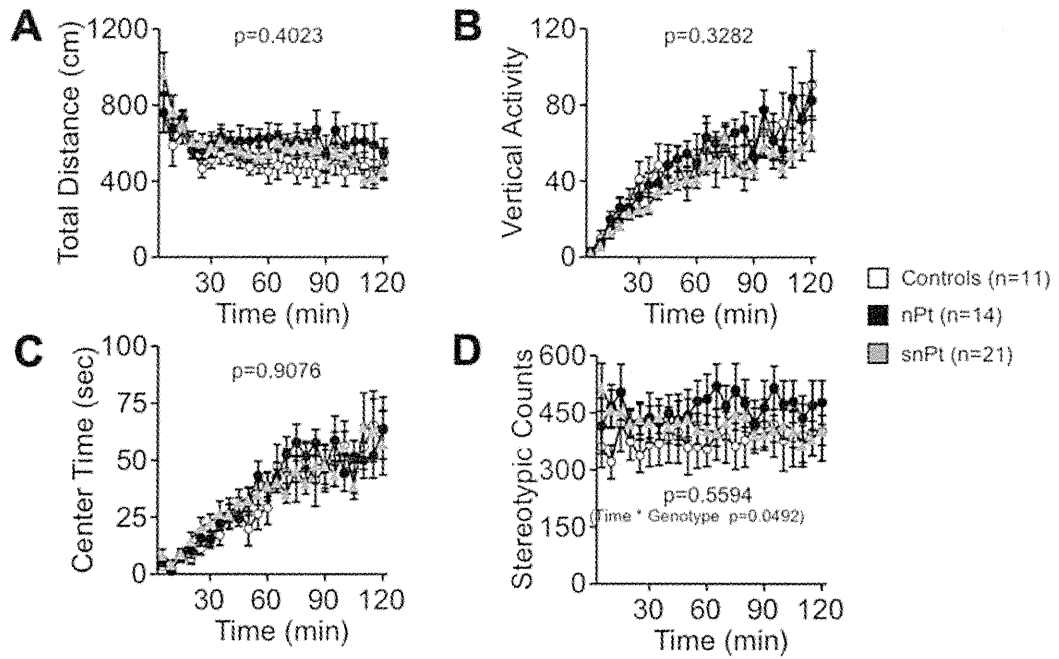 A
p=0.4023
Total Distance (cm)
1200
800
400
0
30 60 90 120
Time (min)
B
p=0.3282
Vertical Activity
120
80
40
0
30 60 90 120
Time (min)
Controls (n=11)
nPt (n=14)
snPt (n=21)
C
p=0.9076
Center Time (sec)
100
75
50
25
0
30 60 90 120
Time (min)
D
Stereotypic Counts
600
450
300
150
0
p=0.5594
(Time * Genotype p=0.0492)
30 60 90 120
Time (min)